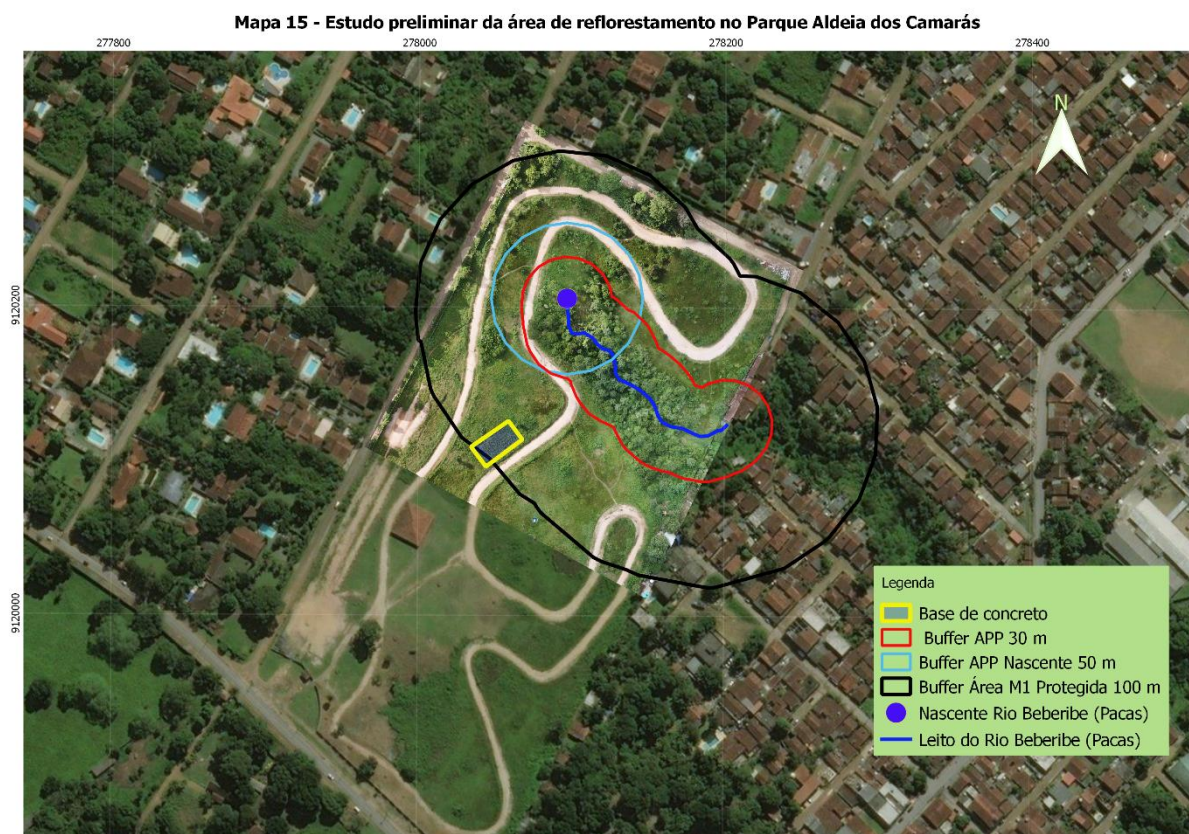 Mapa 15 - Estudo preliminar da área de reflorestamento no Parque Aldeia dos Camarás
277800 278000 278200 278400
N
9120200
9120000
Legenda
Base de concreto
Buffer APP 30 m
Buffer APP Nascente 50 m
Buffer Área M1 Protegida 100 m
Nascente Rio Beberibe (Pacas)
Leito do Rio Beberibe (Pacas)